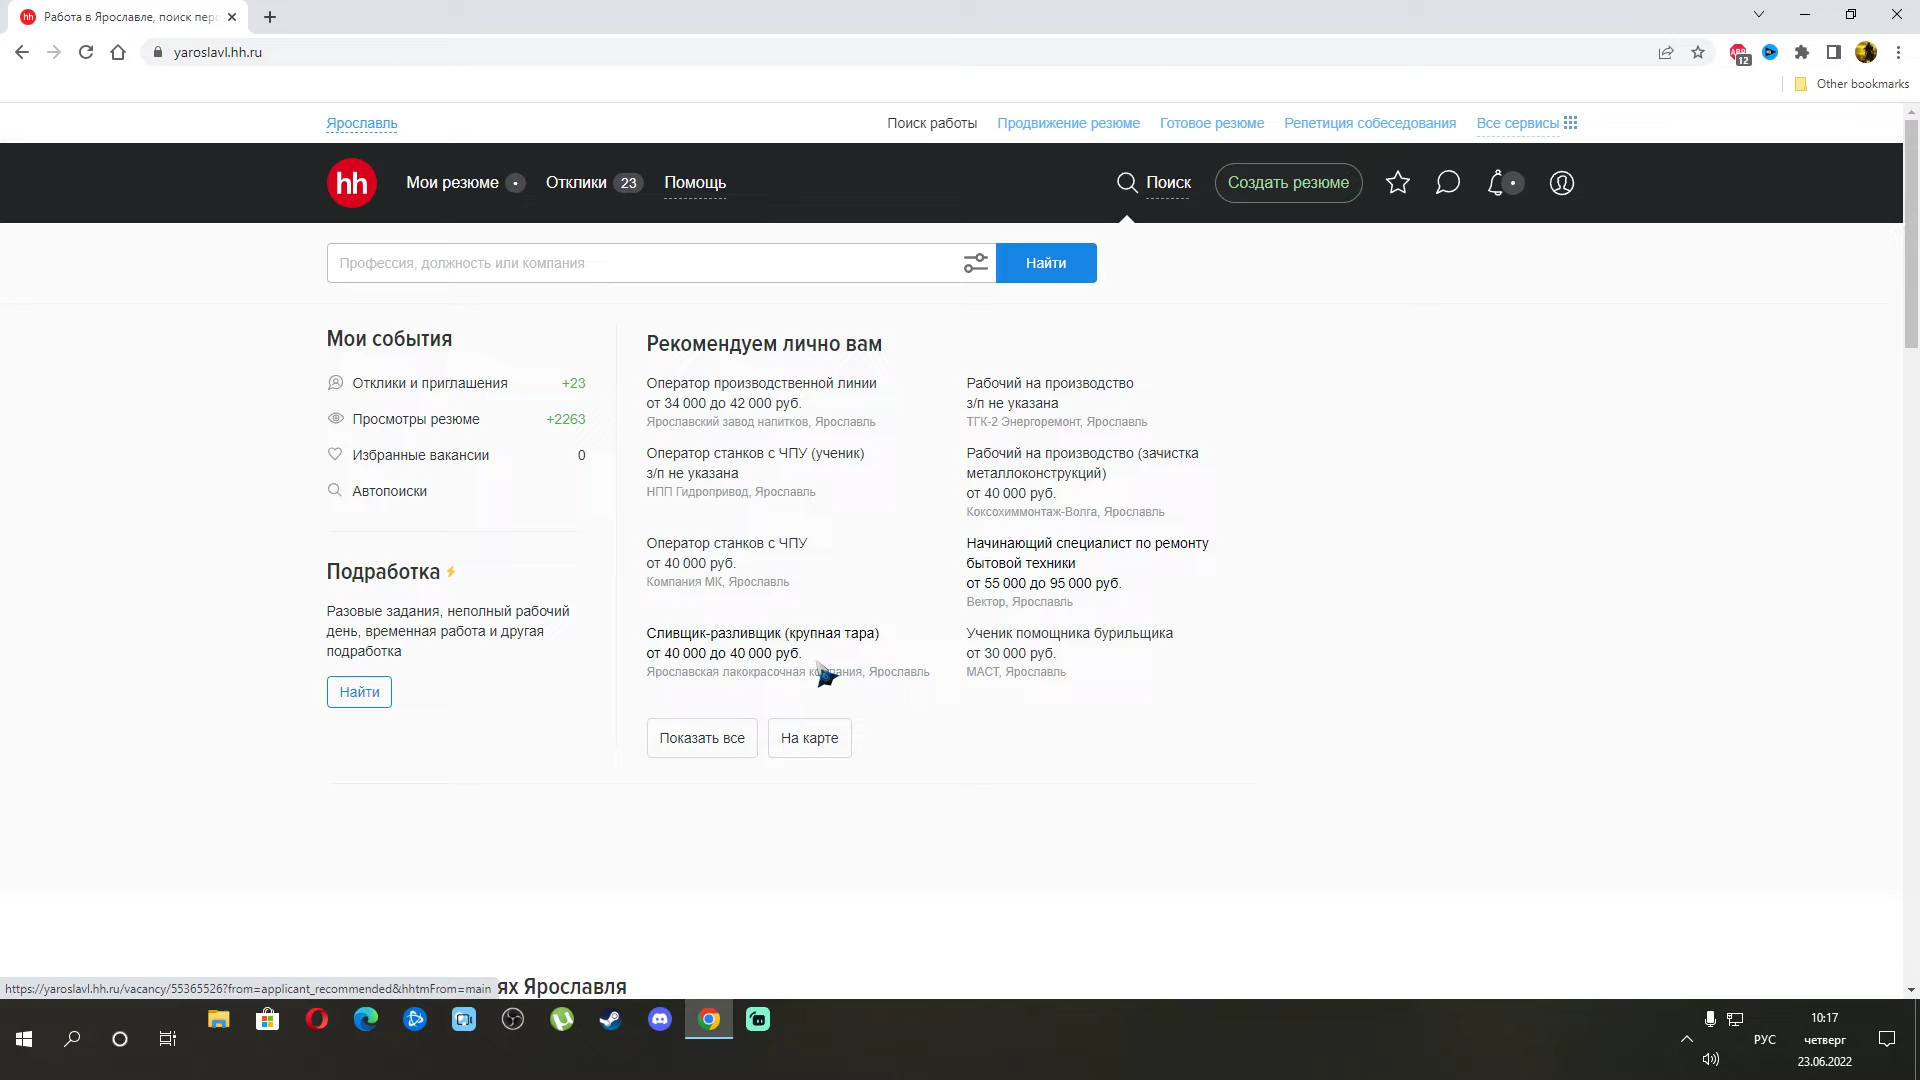 hh Работа в Ярославле, поиск перс
yaroslavl.hh.ru
ABP 12
Other bookmarks
Ярославль Поиск работы Продвижение резюме Готовое резюме Репетиция собеседования Все сервисы
hh Мои резюме Отклики 23 Помощь Поиск Создать резюме
Профессия, должность или компания Найти
Мои события
Отклики и приглашения +23
Просмотры резюме +2263
Избранные вакансии 0
Автопоиски
Подработка
Разовые задания, неполный рабочий
день, временная работа и другая
подработка
Найти
Рекомендуем лично вам
Оператор производственной линии
от 34 000 до 42 000 руб.
Ярославский завод напитков, Ярославль
Рабочий на производство
з/п не указана
ТГК-2 Энергоремонт, Ярославль
Оператор станков с ЧПУ (ученик)
з/п не указана
НПП Гидропривод, Ярославль
Рабочий на производство (зачистка
металлоконструкций)
от 40 000 руб.
Коксохиммонтаж-Волга, Ярославль
Оператор станков с ЧПУ
от 40 000 руб.
Компания МК, Ярославль
Начинающий специалист по ремонту
бытовой техники
от 55 000 до 95 000 руб.
Вектор, Ярославль
Сливщик-разливщик (крупная тара)
от 40 000 до 40 000 руб.
Ярославская лакокрасочная компания, Ярославль
Ученик помощника бурильщика
от 30 000 руб.
МАСТ, Ярославль
Показать все На карте
https://yaroslavl.hh.ru/vacancy/55365526?from=applicant_recommended&hhtmFrom=main
ях Ярославля
10:17
РУС четверг
23.06.2022